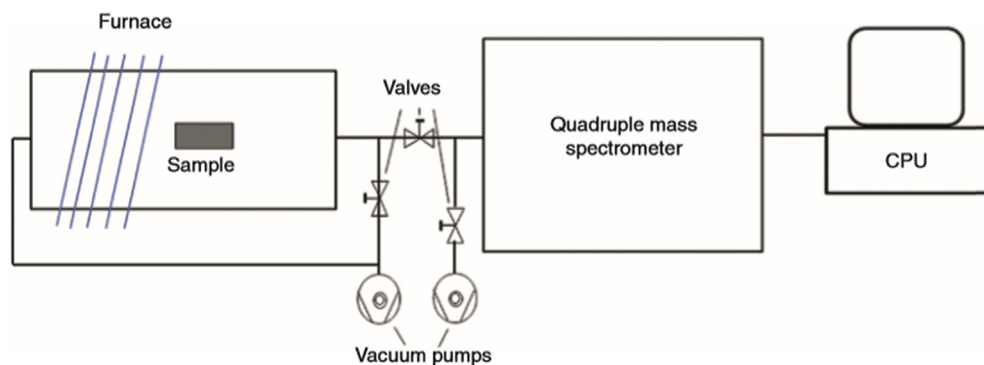 Furnace
Valves
Sample
Quadruple mass
spectrometer
CPU
Vacuum pumps